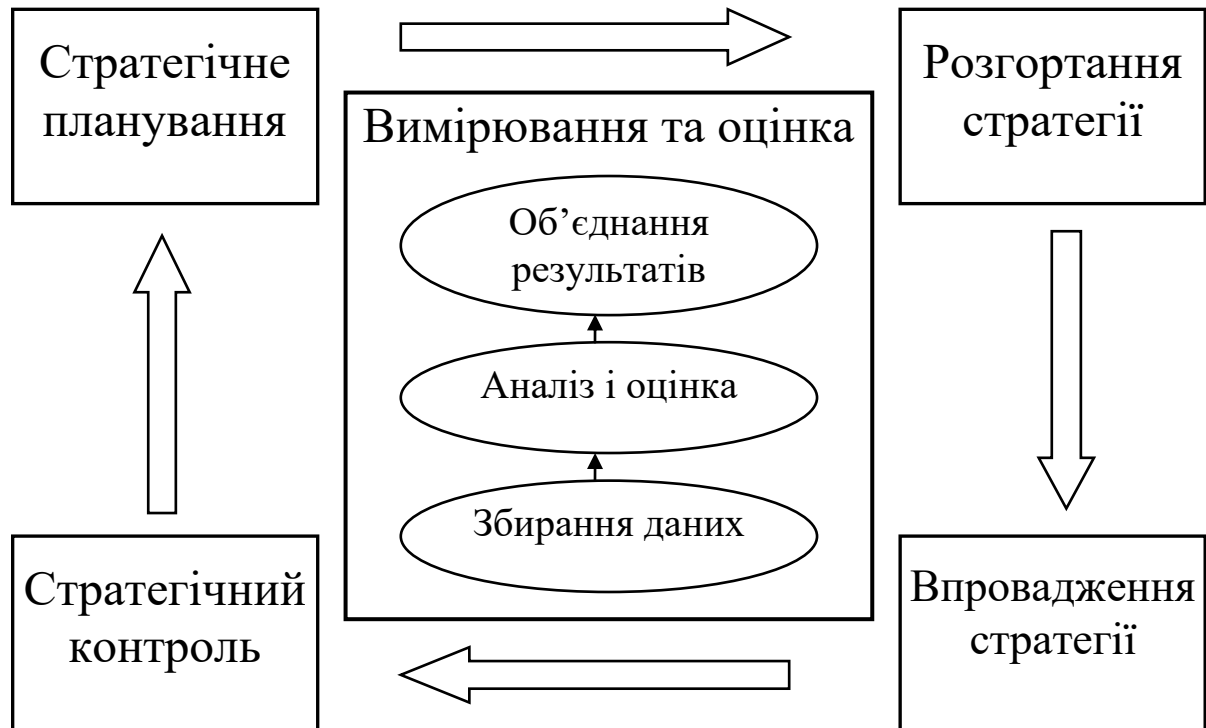 Стратегічне
планування
Розгортання
стратегії
Вимірювання та оцінка
Об’єднання
результатів
Аналіз і оцінка
Збирання даних
Стратегічний
контроль
Впровадження
стратегії